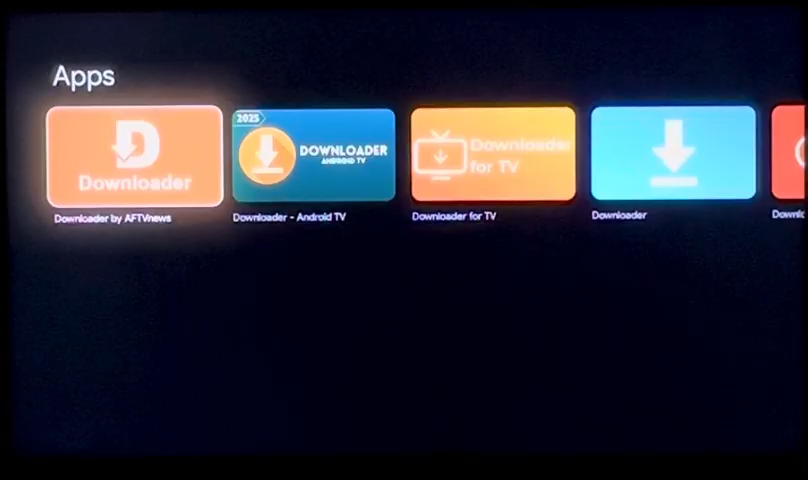 Apps
Downloader
Downloader by AFTVnews
2025
DOWNLOADER
ANDROID TV
Downloader - Android TV
Downloader
for TV
Downloader for TV
Downloader